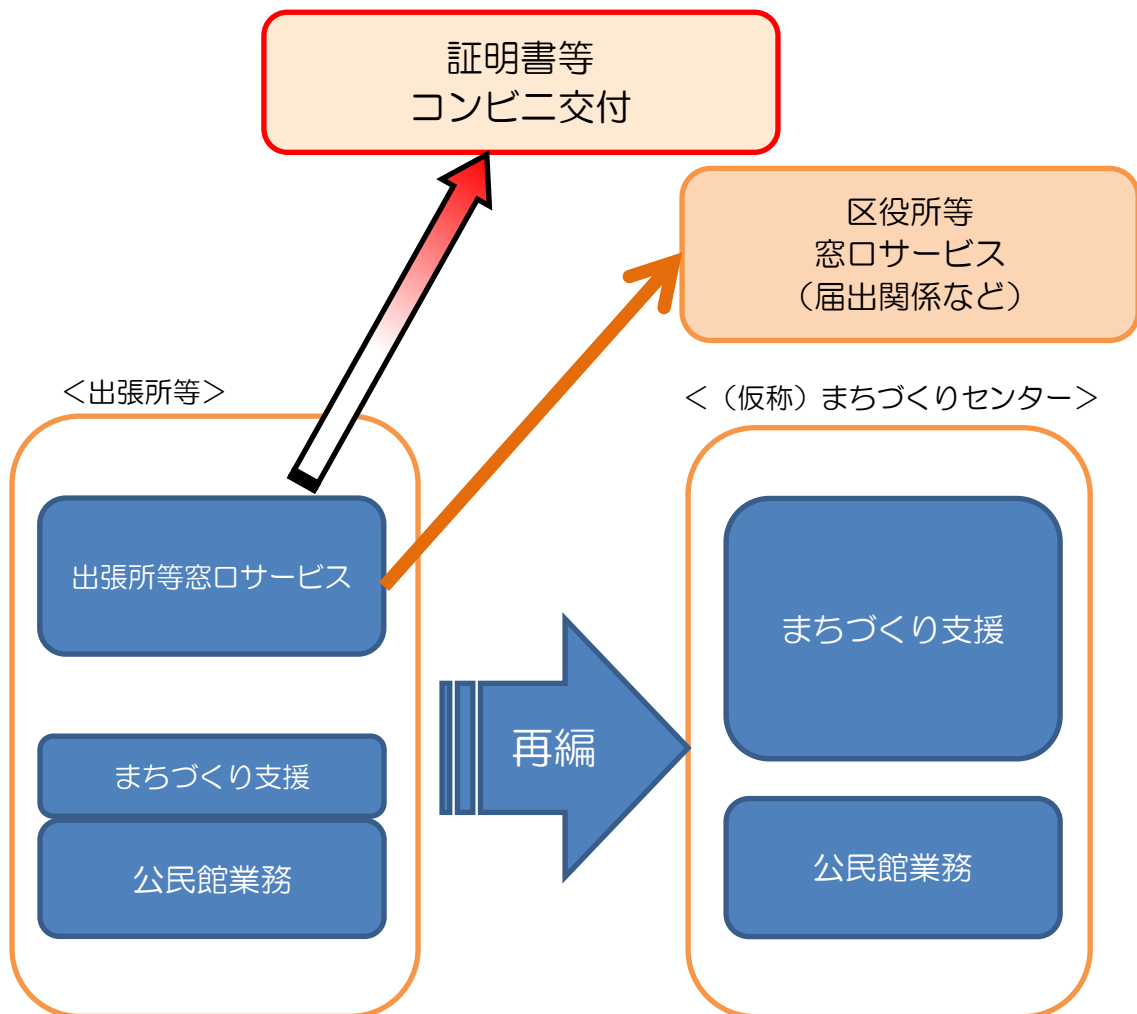 証明書等
コンビニ交付
区役所等
窓口サービス
（届出関係など）
＜出張所等＞
＜（仮称）まちづくりセンター＞
出張所等窓口サービス
まちづくり支援
再編
まちづくり支援
公民館業務
公民館業務